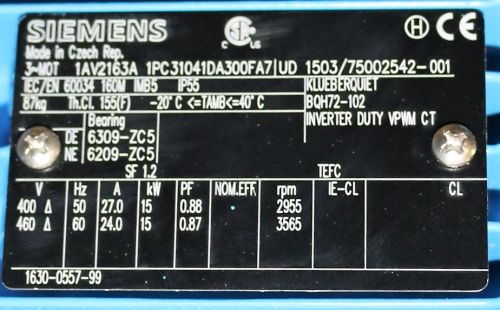 SIEMENS
C US
H CE
Made in Czech Rep.
3~MOT 1AV2163A 1PC31041DA300FA7 UD 1503/75002542-001
IEC/EN 60034 160M IMB5 IP55 KLUEBERQUIET
87kg Th.Cl. 155(F) -20°C <=TAMB<=40°C BQH72-102
Bearing INVERTER DUTY VPWM CT
DE 6309-ZC5
NE 6209-ZC5
SF 1.2 TEFC
V Hz A kW PF NOM.EFF. rpm IE-CL CL
400 Δ 50 27.0 15 0.88 2955
460 Δ 60 24.0 15 0.87 3565
1630-0557-99